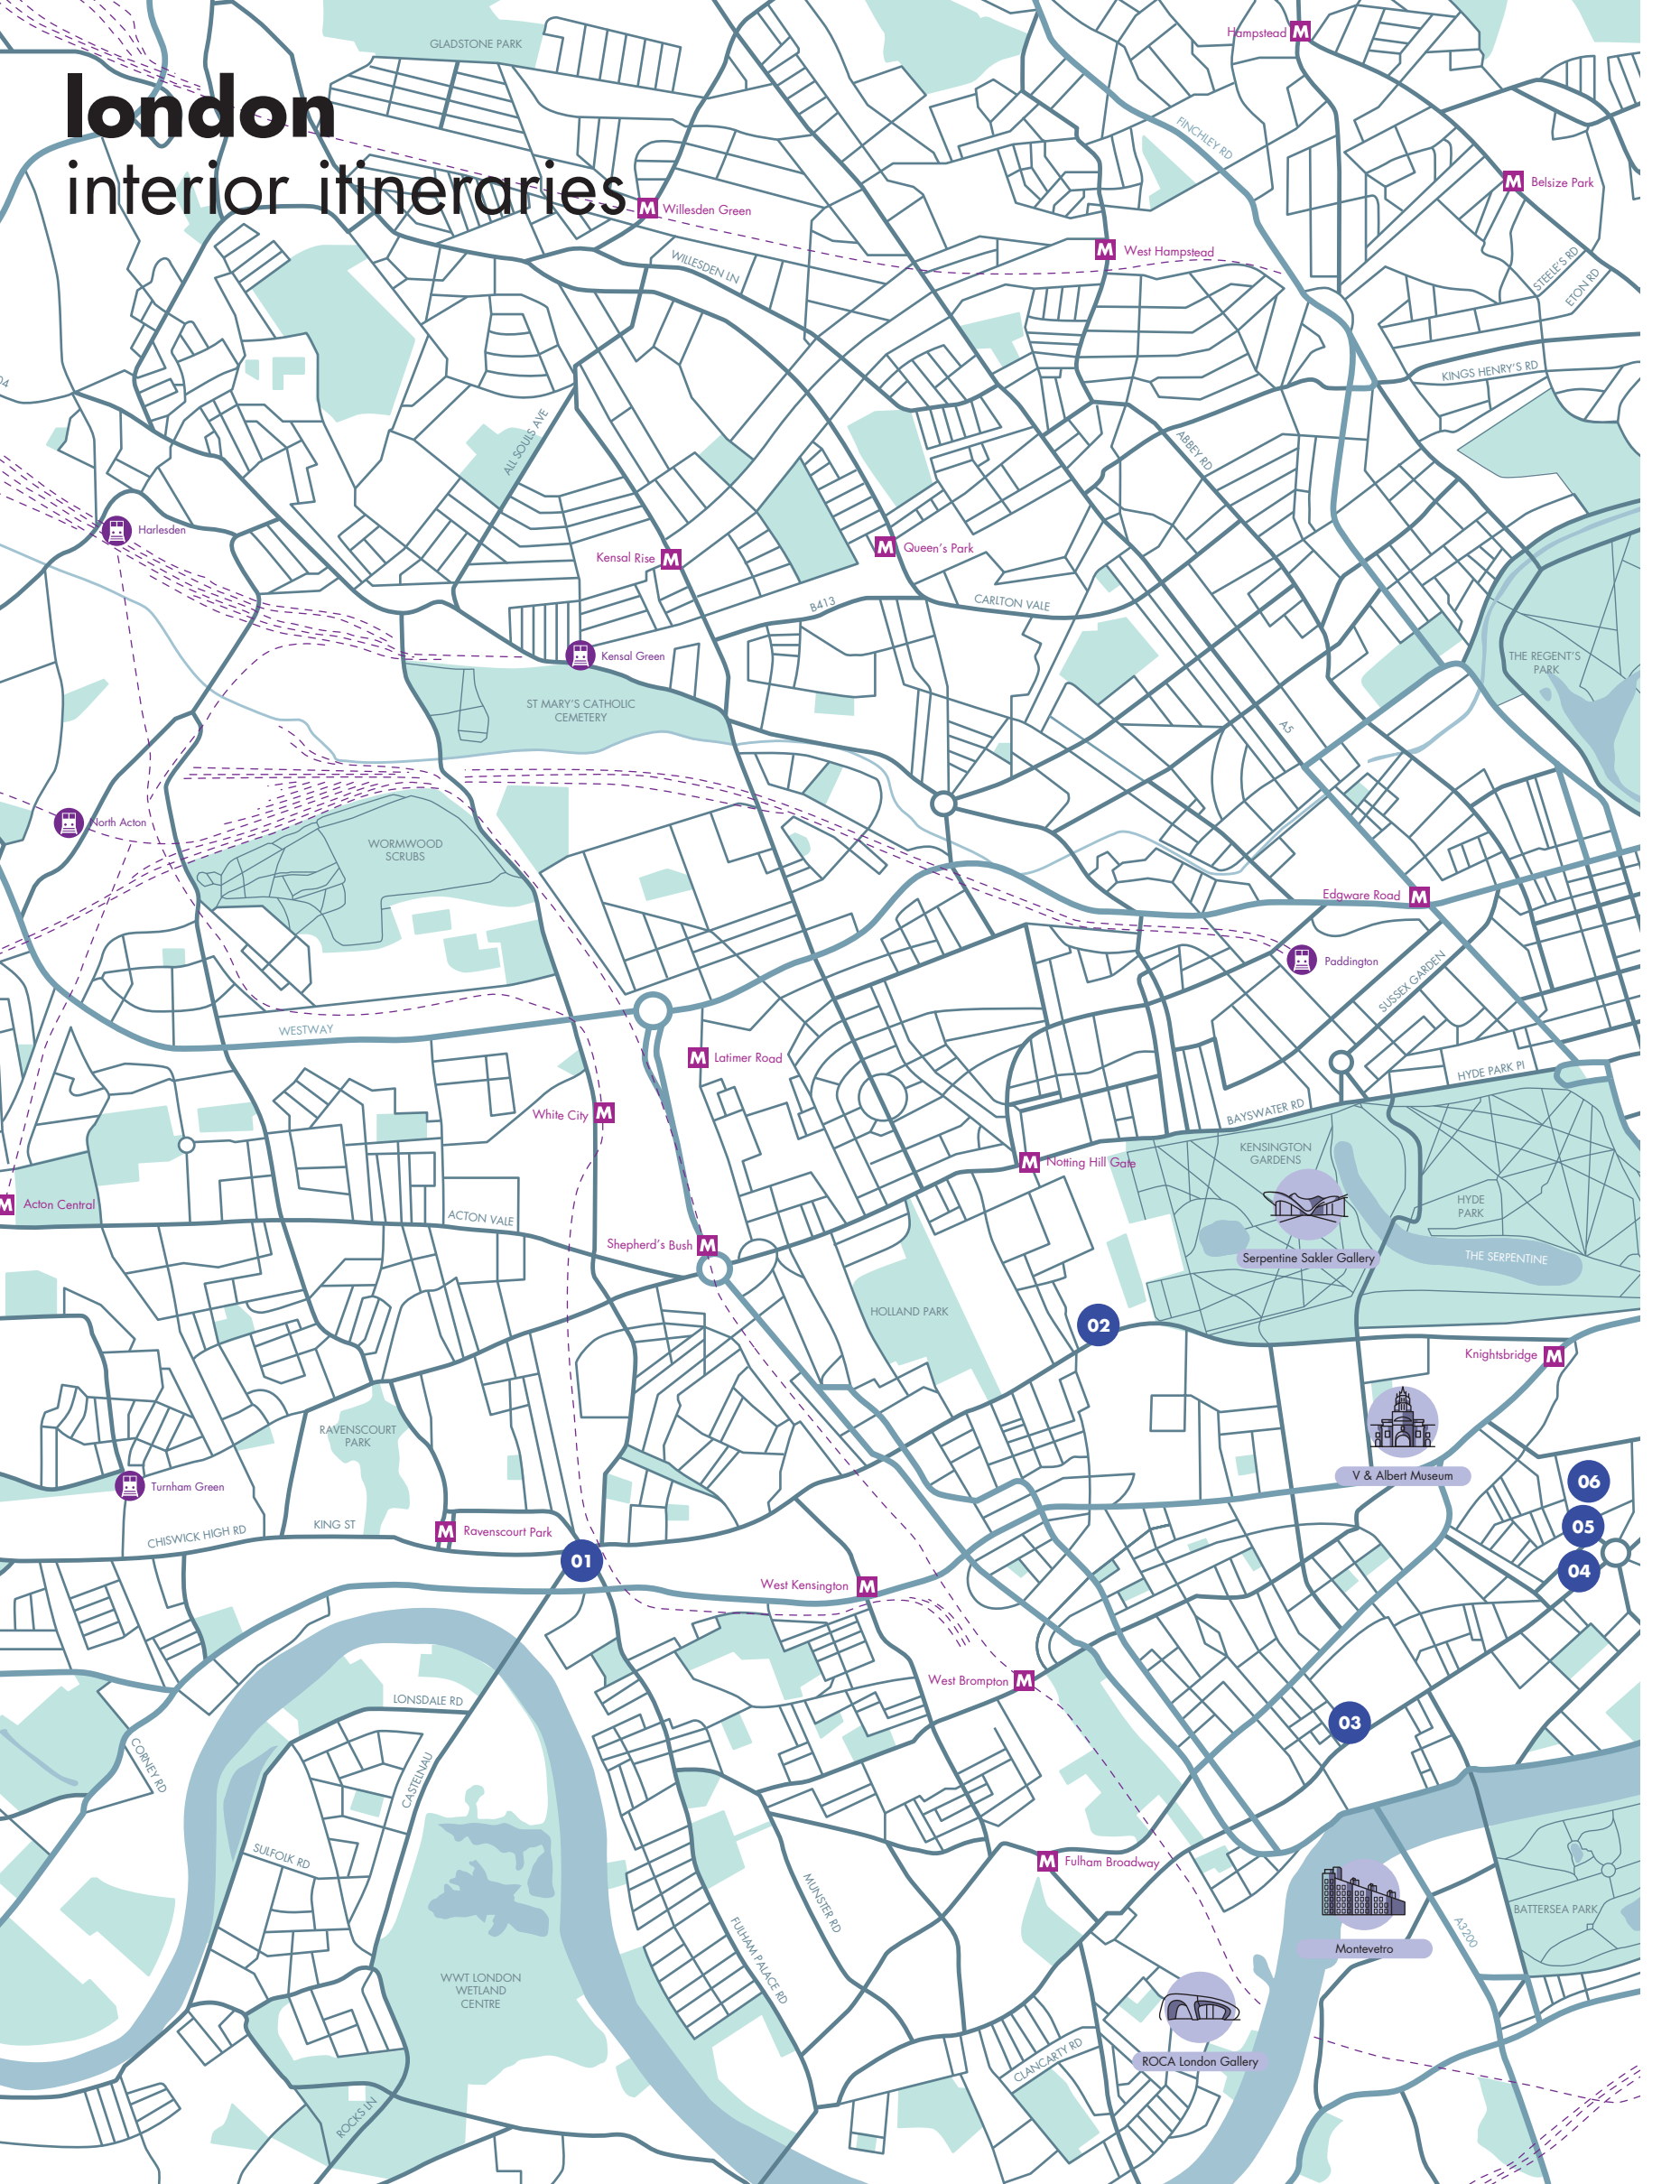 GLADSTONE PARK
Hampstead
M
london
interior itineraries
FINCHLEY RD
M
Willesden Green
M
Belsize Park
M
West Hampstead
WILLESDEN LN
STEELE'S RD
ETON RD
04
KINGS HENRY'S RD
ALL SOULS AVE
ABBEY RD
Harlesden
Kensal Rise
M
M
Queen's Park
B413
CARLTON VALE
Kensal Green
THE REGENT'S
PARK
ST MARY'S CATHOLIC
CEMETERY
A5
North Acton
WORMWOOD
SCRUBS
Edgware Road
M
Paddington
SUSSEX GARDEN
WESTWAY
M
Latimer Road
HYDE PARK Pl
White City
M
BAYSWATER RD
KENSINGTON
GARDENS
M
Notting Hill Gate
M
Acton Central
HYDE
PARK
ACTON VALE
Shepherd's Bush
M
Serpentine Sakler Gallery
THE SERPENTINE
HOLLAND PARK
02
Knightsbridge
M
RAVENSCOURT
PARK
V & Albert Museum
Turnham Green
06
CHISWICK HIGH RD
KING ST
M
Ravenscourt Park
05
01
04
West Kensington
M
West Brompton
M
LONSDALE RD
03
CORNEY RD
CASTELNAU
SULFOLK RD
M
Fulham Broadway
MUNSTER RD
BATTERSEA PARK
A3200
Montevetro
FULHAM PALACE RD
WWT LONDON
WETLAND
CENTRE
CLANCARTY RD
ROCA London Gallery
ROCKS LN